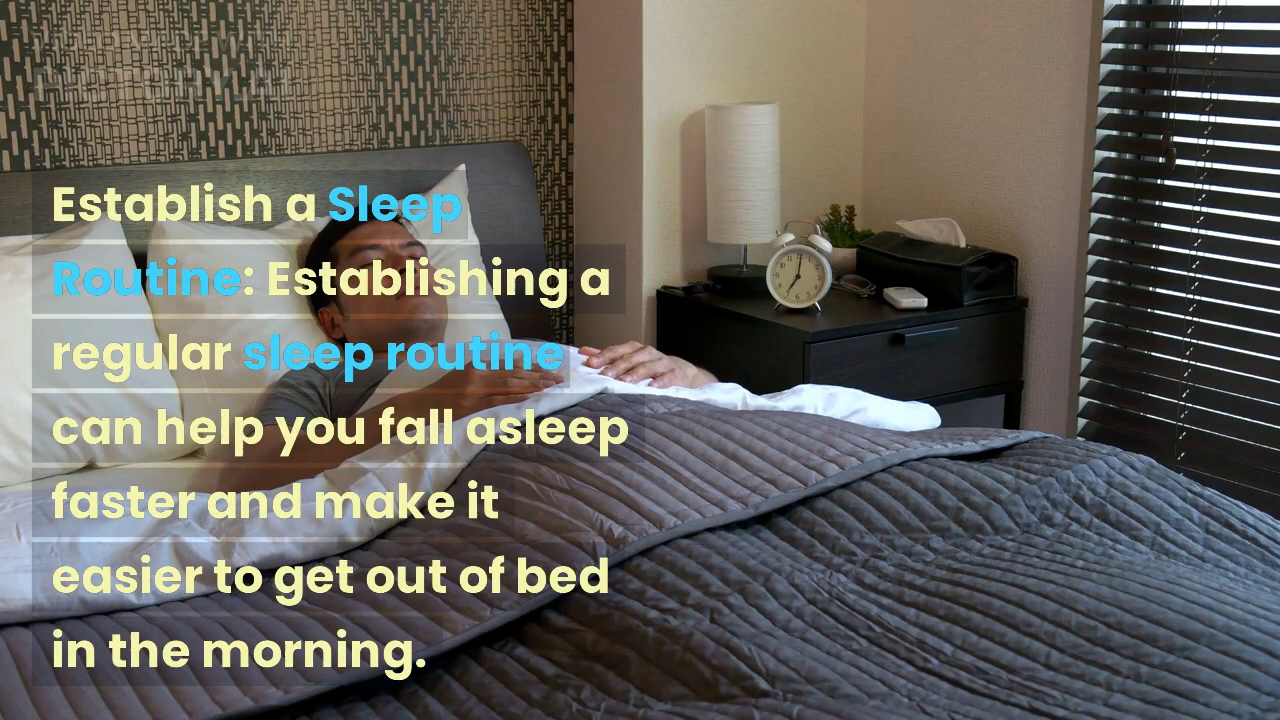 Establish a Sleep
Routine: Establishing a
regular sleep routine
can help you fall asleep
faster and make it
easier to get out of bed
in the morning.